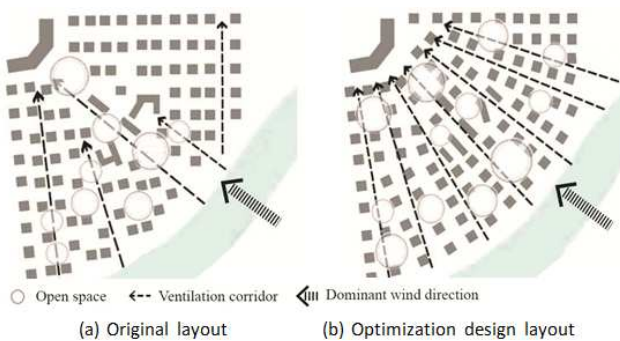 Open space Ventilation corridor Dominant wind direction
(a) Original layout (b) Optimization design layout